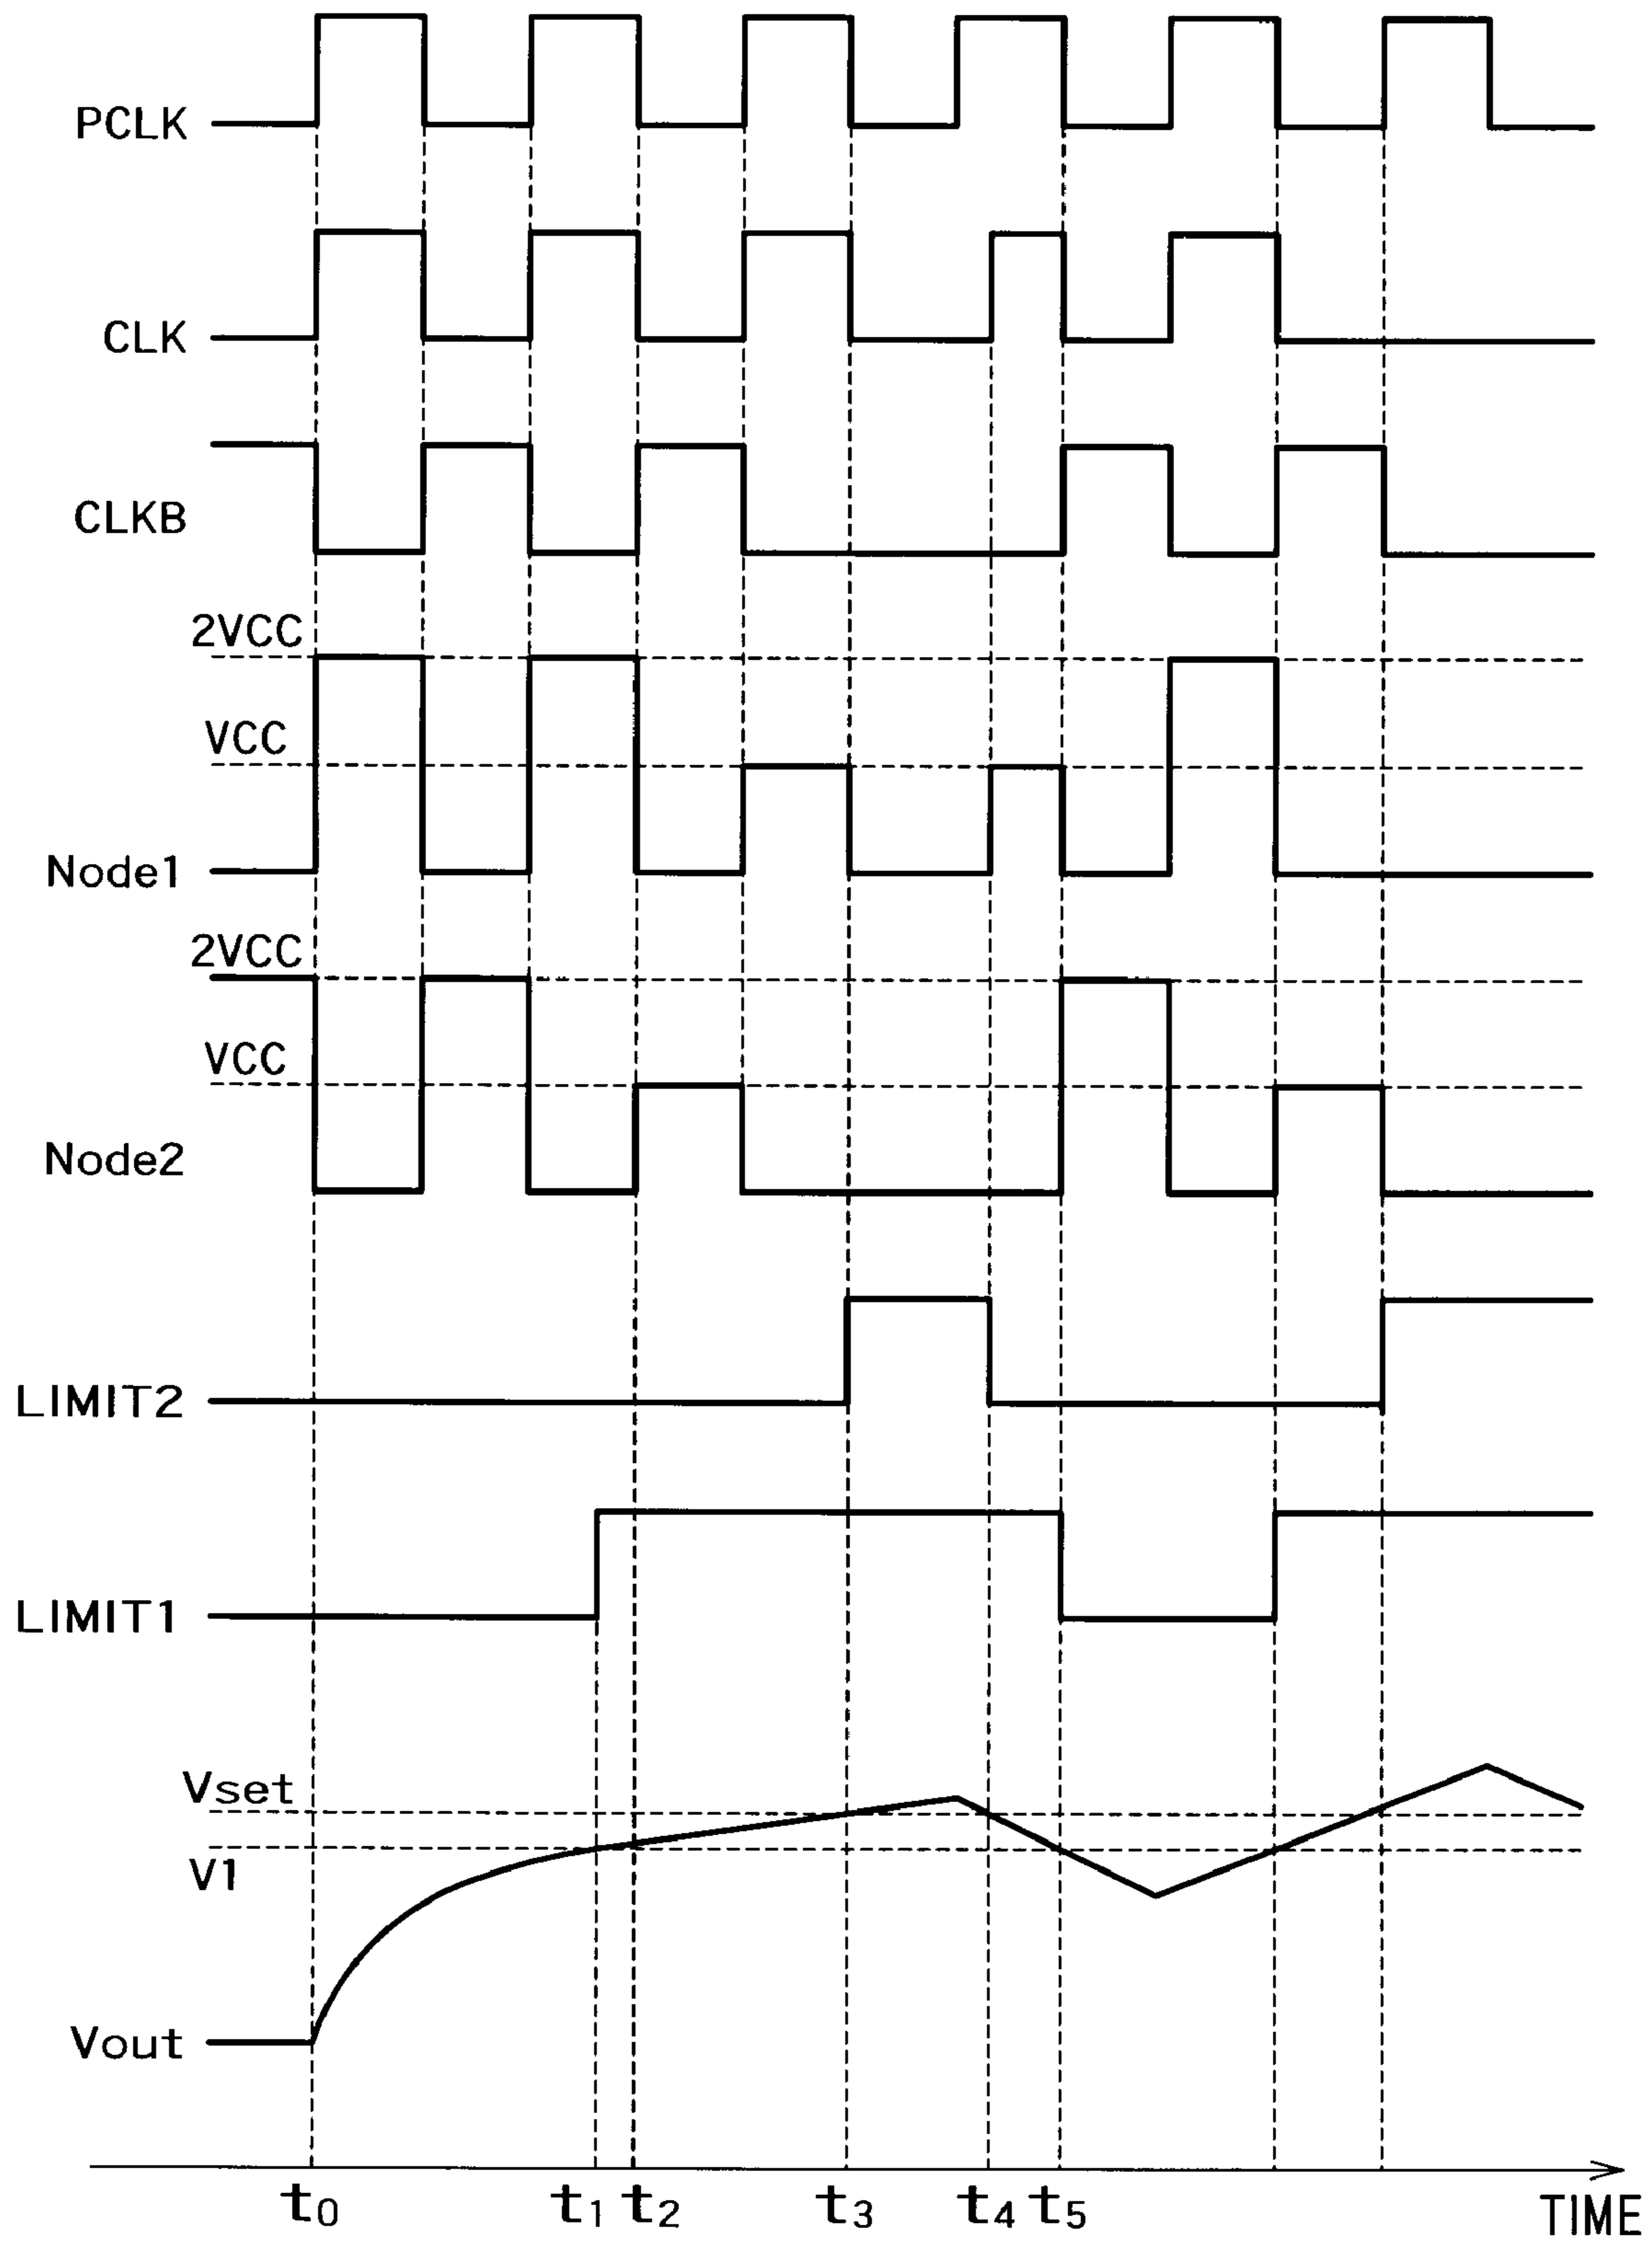 PCLK
CLK
CLKB
2VCC
VCC
Node1
2VCC
VCC
Node2
LIMIT2
LIMIT1
Vset
V1
Vout
t0 t1 t2 t3 t4 t5
TIME